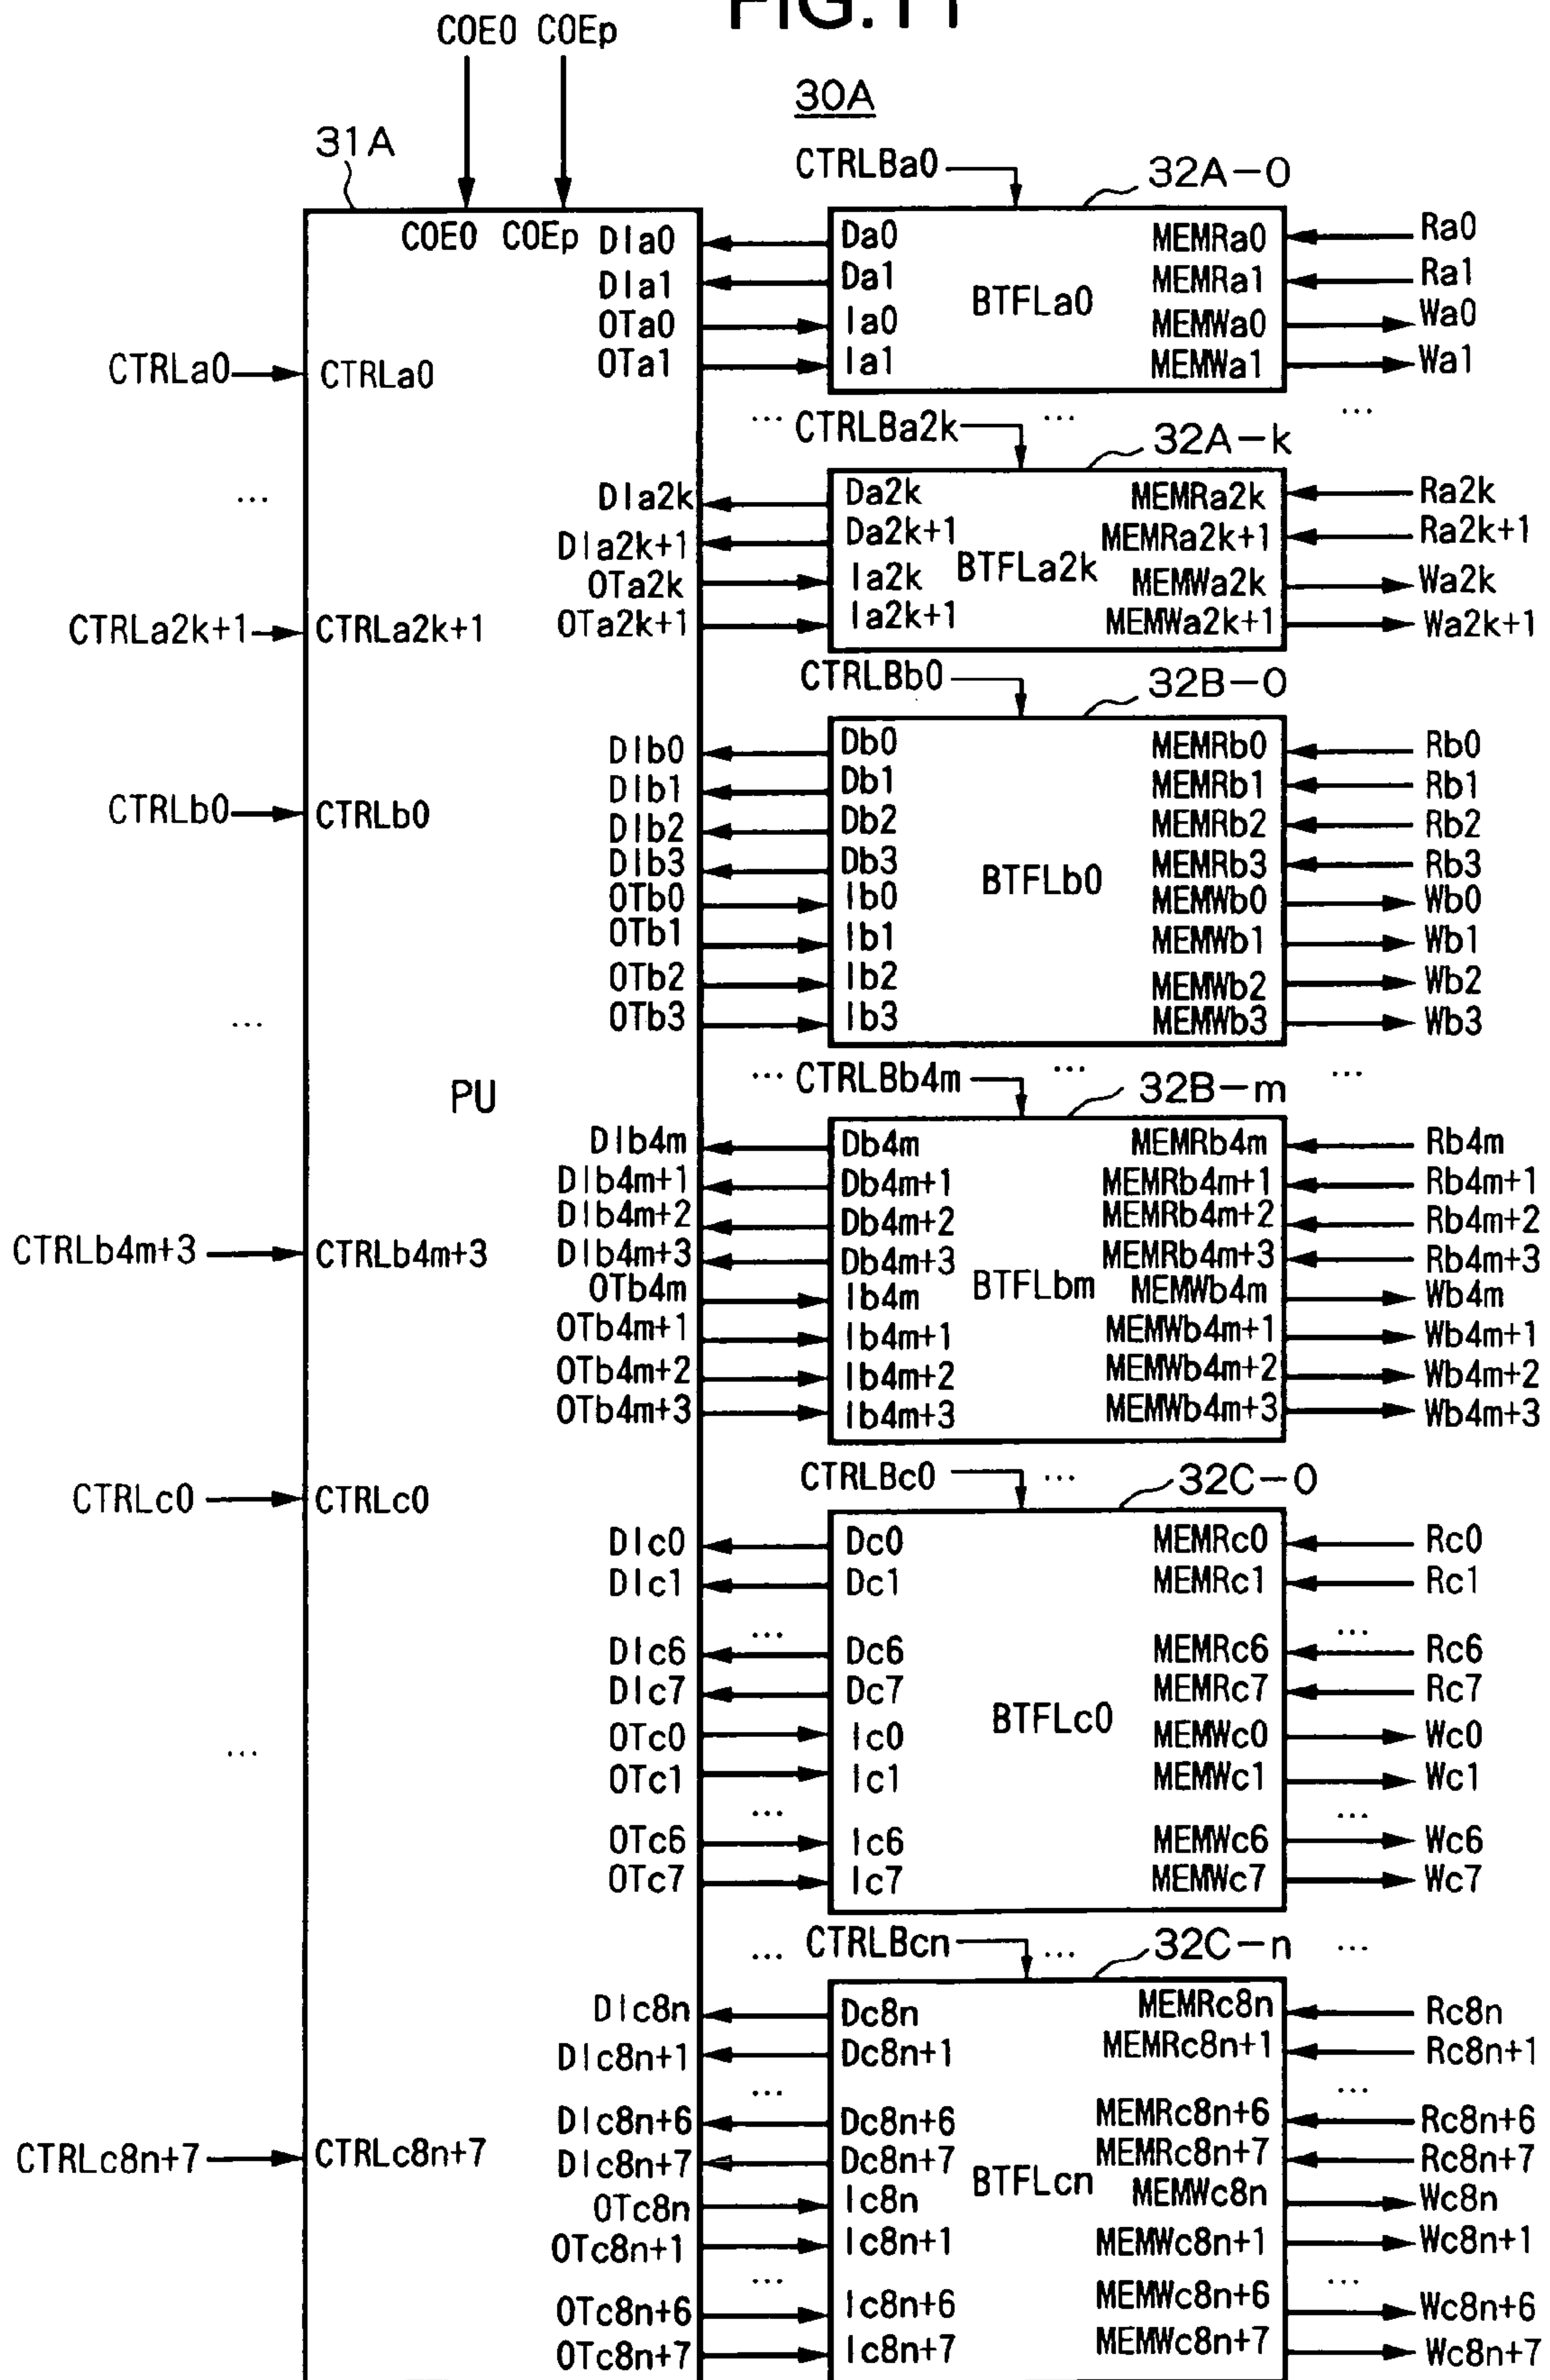 FIG.11
COE0 COEp
30A
31A
CTRLBa0 32A-0
COE0 COEp DIa0 Da0 MEMRa0 Ra0
DIa1 Da1 MEMRa1 Ra1
BTFLa0
OTa0 Ia0 MEMWa0 Wa0
CTRLa0 CTRLa0 OTa1 Ia1 MEMWa1 Wa1
... CTRLBa2k ... ...
32A-k
... DIa2k Da2k MEMRa2k Ra2k
DIa2k+1 Da2k+1 MEMRa2k+1 Ra2k+1
BTFLa2k
OTa2k Ia2k MEMWa2k Wa2k
CTRLa2k+1 CTRLa2k+1 OTa2k+1 Ia2k+1 MEMWa2k+1 Wa2k+1
CTRLBb0 32B-0
DIb0 Db0 MEMRb0 Rb0
DIb1 Db1 MEMRb1 Rb1
CTRLb0 CTRLb0 DIb2 Db2 MEMRb2 Rb2
DIb3 Db3 BTFLb0 MEMRb3 Rb3
OTb0 Ib0 MEMWb0 Wb0
OTb1 Ib1 MEMWb1 Wb1
OTb2 Ib2 MEMWb2 Wb2
... OTb3 Ib3 MEMWb3 Wb3
... CTRLBb4m ... 32B-m ...
PU
DIb4m Db4m MEMRb4m Rb4m
DIb4m+1 Db4m+1 MEMRb4m+1 Rb4m+1
DIb4m+2 Db4m+2 MEMRb4m+2 Rb4m+2
CTRLb4m+3 CTRLb4m+3 DIb4m+3 Db4m+3 MEMRb4m+3 Rb4m+3
OTb4m Ib4m BTFLbm MEMWb4m Wb4m
OTb4m+1 Ib4m+1 MEMWb4m+1 Wb4m+1
OTb4m+2 Ib4m+2 MEMWb4m+2 Wb4m+2
OTb4m+3 Ib4m+3 MEMWb4m+3 Wb4m+3
CTRLBc0 ... 32C-0
CTRLc0 CTRLc0
DIc0 Dc0 MEMRc0 Rc0
DIc1 Dc1 MEMRc1 Rc1
... ...
DIc6 Dc6 MEMRc6 Rc6
DIc7 Dc7 MEMRc7 Rc7
BTFLc0
OTc0 Ic0 MEMWc0 Wc0
... OTc1 Ic1 MEMWc1 Wc1
... ...
OTc6 Ic6 MEMWc6 Wc6
OTc7 Ic7 MEMWc7 Wc7
... CTRLBcn ... 32C-n ...
DIc8n Dc8n MEMRc8n Rc8n
DIc8n+1 Dc8n+1 MEMRc8n+1 Rc8n+1
... ...
DIc8n+6 Dc8n+6 MEMRc8n+6 Rc8n+6
CTRLc8n+7 CTRLc8n+7 DIc8n+7 Dc8n+7 MEMRc8n+7 Rc8n+7
BTFLcn
OTc8n Ic8n MEMWc8n Wc8n
OTc8n+1 Ic8n+1 MEMWc8n+1 Wc8n+1
... ...
OTc8n+6 Ic8n+6 MEMWc8n+6 Wc8n+6
OTc8n+7 Ic8n+7 MEMWc8n+7 Wc8n+7